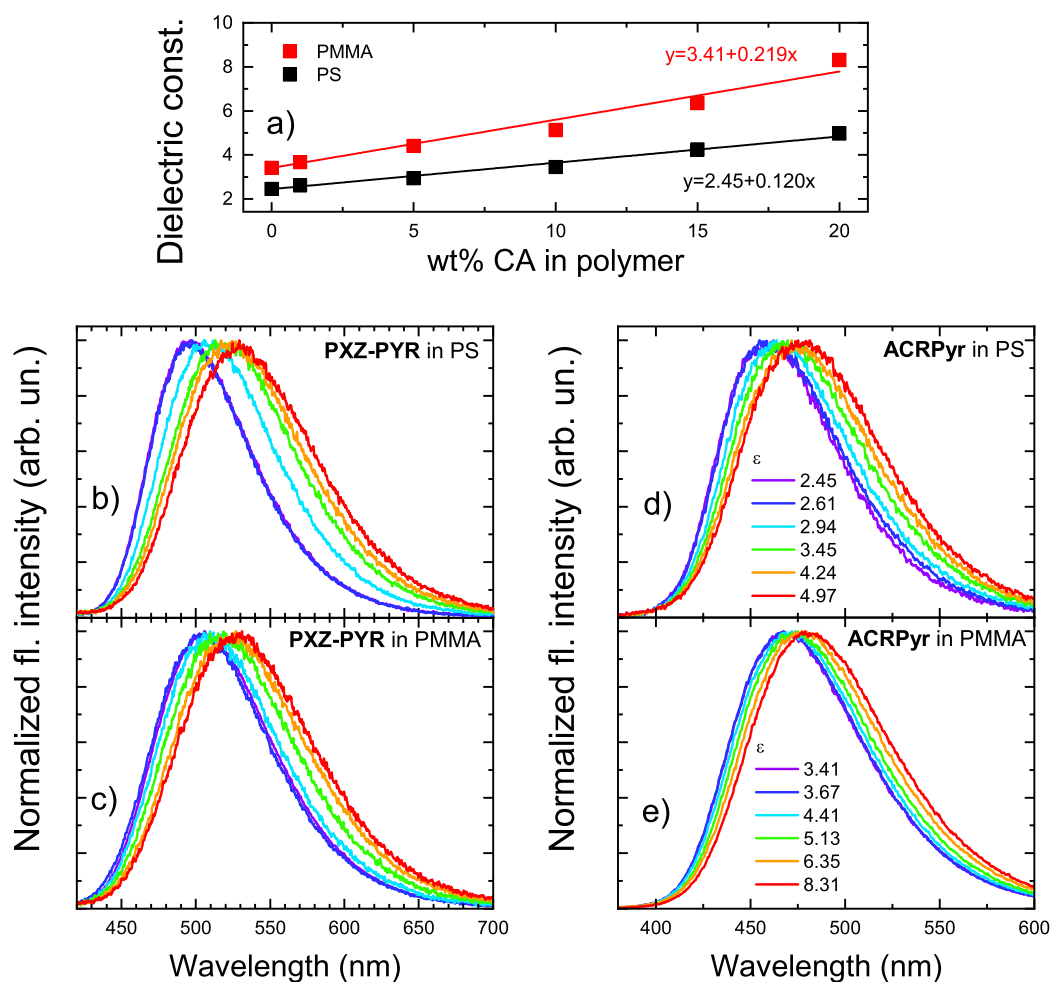 Dielectric const.
10
8
6
4
2
PMMA
PS
a)
y=3.41+0.219x
y=2.45+0.120x
0
5
10
15
20
wt% CA in polymer
Normalized fl. intensity (arb. un.)
PXZ-PYR in PS
b)
PXZ-PYR in PMMA
c)
450
500
550
600
650
700
Wavelength (nm)
Normalized fl. intensity (arb. un.)
ACRPyr in PS
d)
ε
2.45
2.61
2.94
3.45
4.24
4.97
ACRPyr in PMMA
e)
ε
3.41
3.67
4.41
5.13
6.35
8.31
400
450
500
550
600
Wavelength (nm)